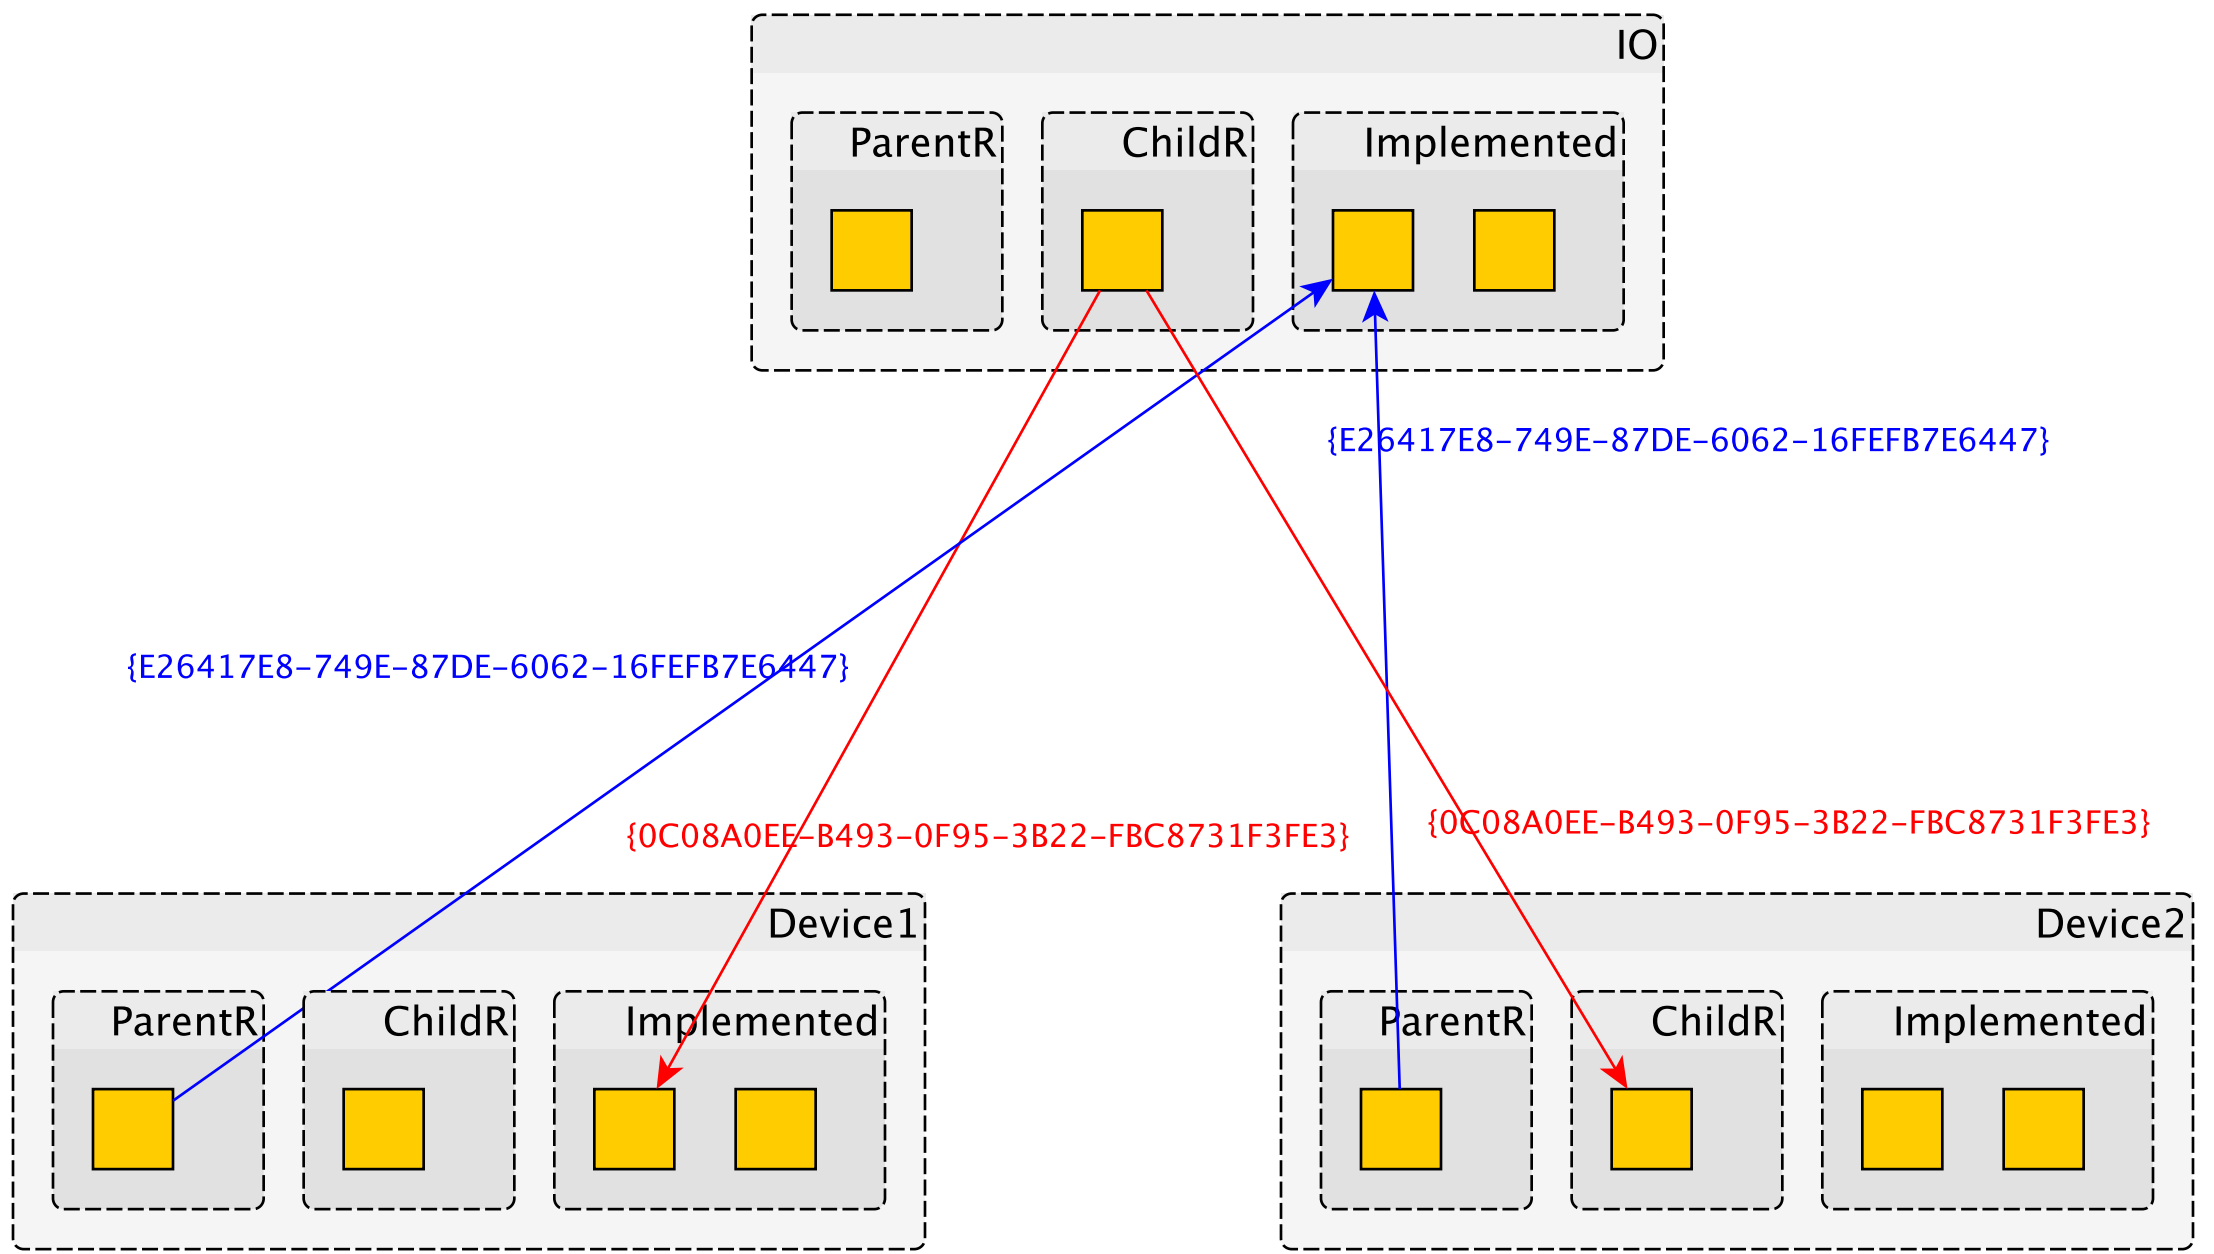 IO
ParentR
ChildR
Implemented
{E26417E8-749E-87DE-6062-16FEFB7E6447}
{E26417E8-749E-87DE-6062-16FEFB7E6447}
{0C08A0EE-B493-0F95-3B22-FBC8731F3FE3}
{0C08A0EE-B493-0F95-3B22-FBC8731F3FE3}
Device1
ParentR
ChildR
Implemented
Device2
ParentR
ChildR
Implemented